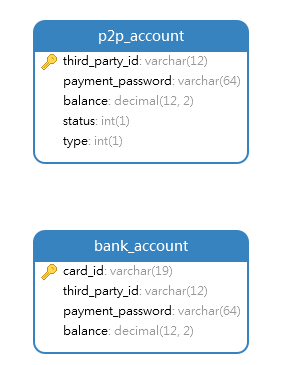 p2p_account
third_party_id: varchar(12)
payment_password: varchar(64)
balance: decimal(12, 2)
status: int(1)
type: int(1)
bank_account
card_id: varchar(19)
third_party_id: varchar(12)
payment_password: varchar(64)
balance: decimal(12, 2)